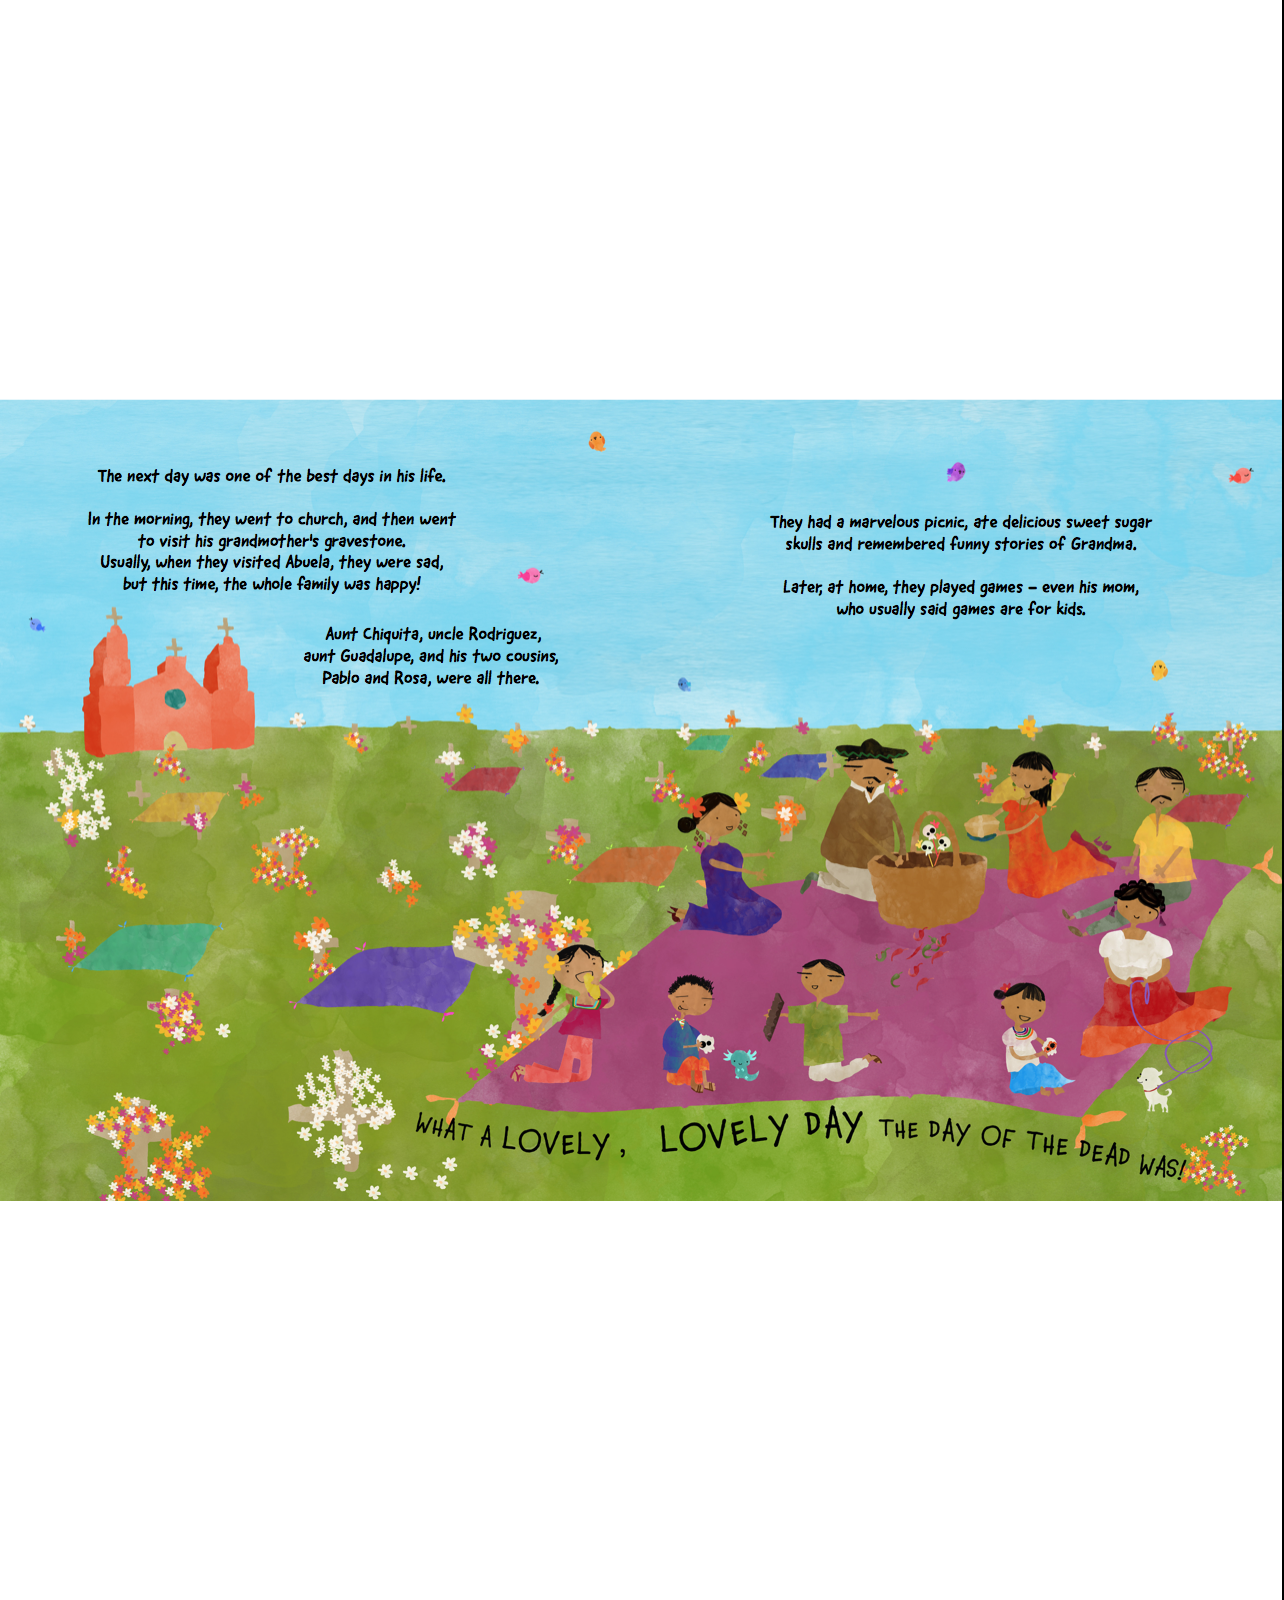 The next day was one of the best days in his life.
In the morning, they went to church, and then went
to visit his grandmother's gravestone.
Usually, when they visited Abuela, they were sad,
but this time, the whole family was happy!
Aunt Chiquita, uncle Rodriguez,
aunt Guadalupe, and his two cousins,
Pablo and Rosa, were all there.
They had a marvelous picnic, ate delicious sweet sugar
skulls and remembered funny stories of Grandma.
Later, at home, they played games – even his mom,
who usually said games are for kids.
WHAT A LOVELY, LOVELY DAY THE DAY OF THE DEAD WAS!